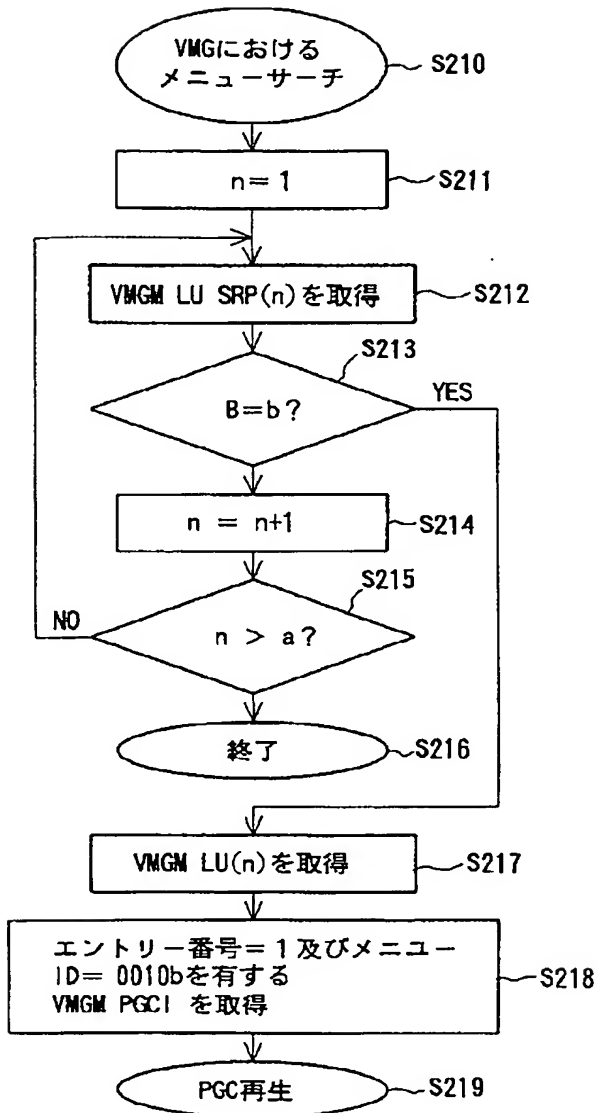 VMGにおける
メニューサーチ
S210
n=1
S211
VMGM LU SRP(n)を取得
S212
S213
B=b?
YES
n = n+1
S214
S215
NO
n > a?
終了
S216
VMGM LU(n)を取得
S217
エントリー番号=1及びメニュー
ID=0010bを有する
VMGM PGCI を取得
S218
PGC再生
S219